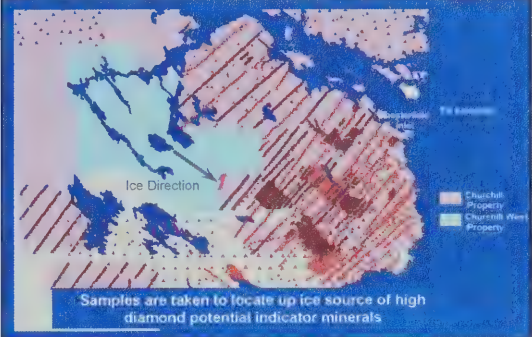 Ice Direction
1
Churchill
Property
Churchill West
Property
Samples are taken to locate up ice source of high
diamond potential indicator minerals